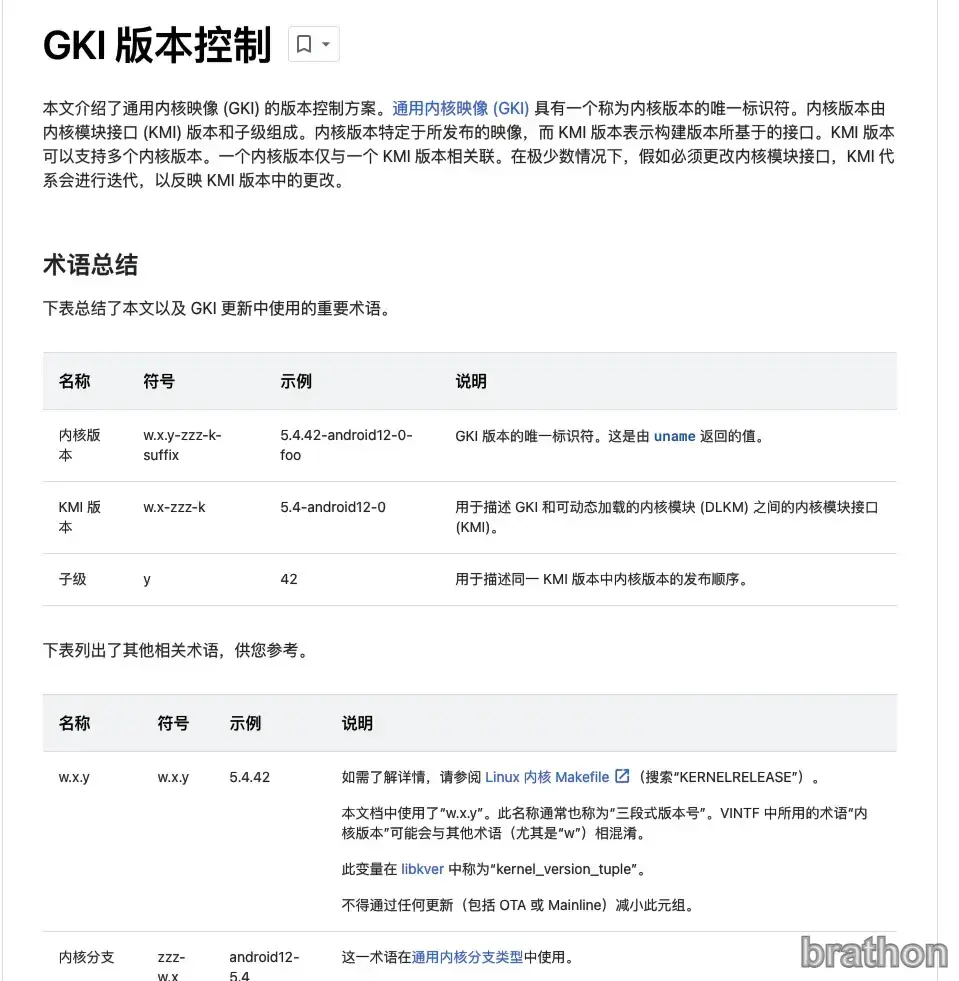 GKI 版本控制
本文介绍了通用内核映像 (GKI) 的版本控制方案。通用内核映像 (GKI) 具有一个称为内核版本的唯一标识符。内核版本由
内核模块接口 (KMI) 版本和子级组成。内核版本特定于所发布的映像，而 KMI 版本表示构建版本所基于的接口。KMI 版本
可以支持多个内核版本。一个内核版本仅与一个 KMI 版本相关联。在极少数情况下，假如必须更改内核模块接口，KMI 代
系会进行迭代，以反映 KMI 版本中的更改。
术语总结
下表总结了本文以及 GKI 更新中使用的重要术语。
名称 符号 示例 说明
内核版 w.x.y-zzz-k- 5.4.42-android12-0- GKI 版本的唯一标识符。这是由 uname 返回的值。
本 suffix foo
KMI 版 w.x-zzz-k 5.4-android12-0 用于描述 GKI 和可动态加载的内核模块 (DLKM) 之间的内核模块接口
本 (KMI)。
子级 y 42 用于描述同一 KMI 版本中内核版本的发布顺序。
下表列出了其他相关术语，供您参考。
名称 符号 示例 说明
w.x.y w.x.y 5.4.42 如需了解详情，请参阅 Linux 内核 Makefile（搜索“KERNELRELEASE”）。
本文档中使用了“w.x.y”。此名称通常也称为“三段式版本号”。VINTF 中所用的术语“内
核版本”可能会与其他术语（尤其是“w”）相混淆。
此变量在 libkver 中称为“kernel_version_tuple”。
不得通过任何更新（包括 OTA 或 Mainline）减小此元组。
内核分支 zzz- android12- 这一术语在通用内核分支类型中使用。
w.x 5.4
brathon